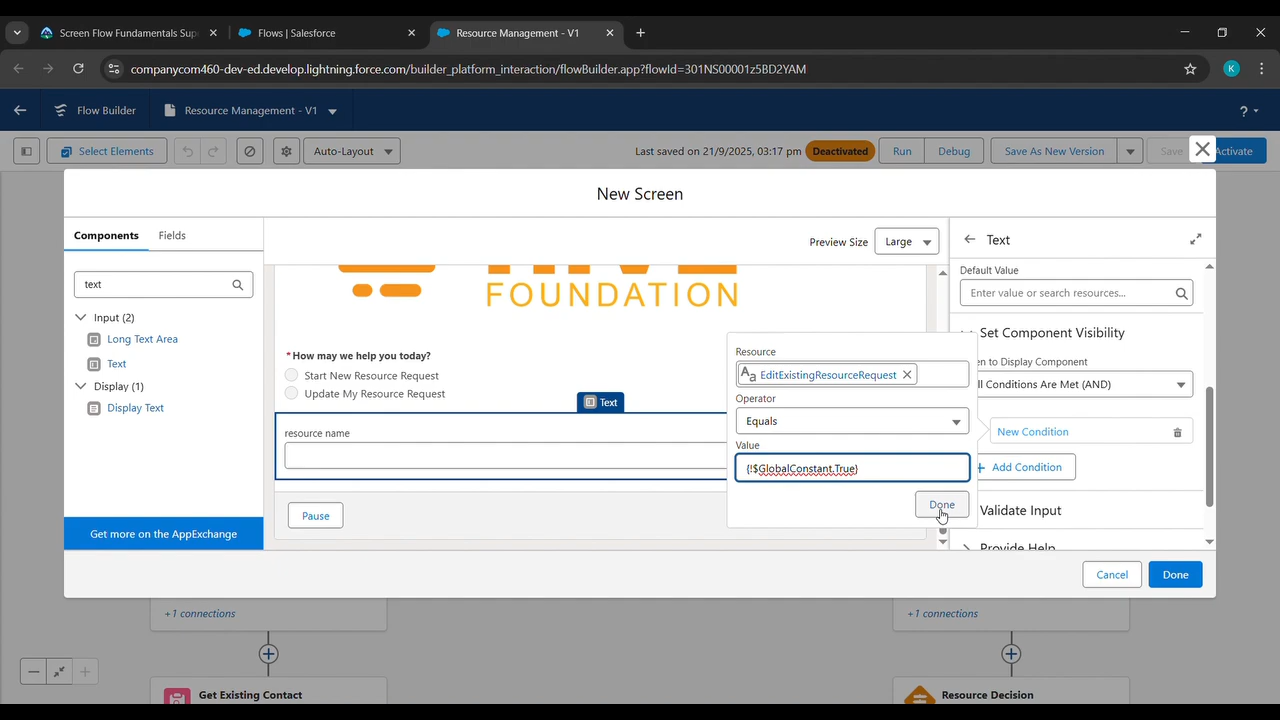 Screen Flow Fundamentals Sup
Flows | Salesforce
Resource Management - V1
companycom460-dev-ed.develop.lightning.force.com/builder_platform_interaction/flowBuilder.app?flowId=301NS00001z5BD2YAM
K
Flow Builder
Resource Management - V1
?
Select Elements
Auto-Layout
Last saved on 21/9/2025, 03:17 pm
Deactivated
Run
Debug
Save As New Version
Save
Activate
New Screen
Components
Fields
text
Input (2)
Long Text Area
Text
Display (1)
Display Text
Get more on the AppExchange
Preview Size
Large
FOUNDATION
*How may we help you today?
Start New Resource Request
Update My Resource Request
Text
resource name
Pause
Resource
Aa EditExistingResourceRequest
Operator
Equals
Value
{!$GlobalConstant.True}
Done
Text
Default Value
Enter value or search resources...
Set Component Visibility
en to Display Component
ll Conditions Are Met (AND)
New Condition
+ Add Condition
Validate Input
Provide Help
Cancel
Done
+1 connections
+1 connections
Get Existing Contact
Resource Decision